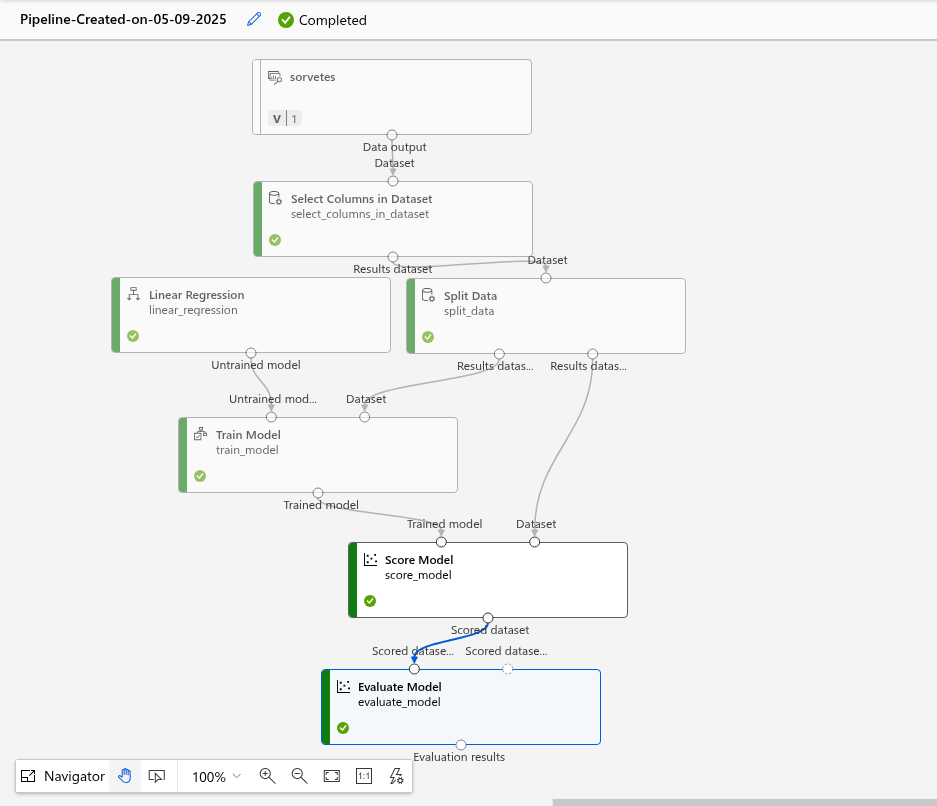 Pipeline-Created-on-05-09-2025
Completed
sorvetes
V 1
Data output
Dataset
Select Columns in Dataset
select_columns_in_dataset
Results dataset
Dataset
Linear Regression
linear_regression
Split Data
split_data
Untrained model
Results datas...
Results datas...
Untrained mod...
Dataset
Train Model
train_model
Trained model
Trained model
Dataset
Score Model
score_model
Scored dataset
Scored datase...
Scored datase...
Evaluate Model
evaluate_model
Evaluation results
Navigator
100%
1:1